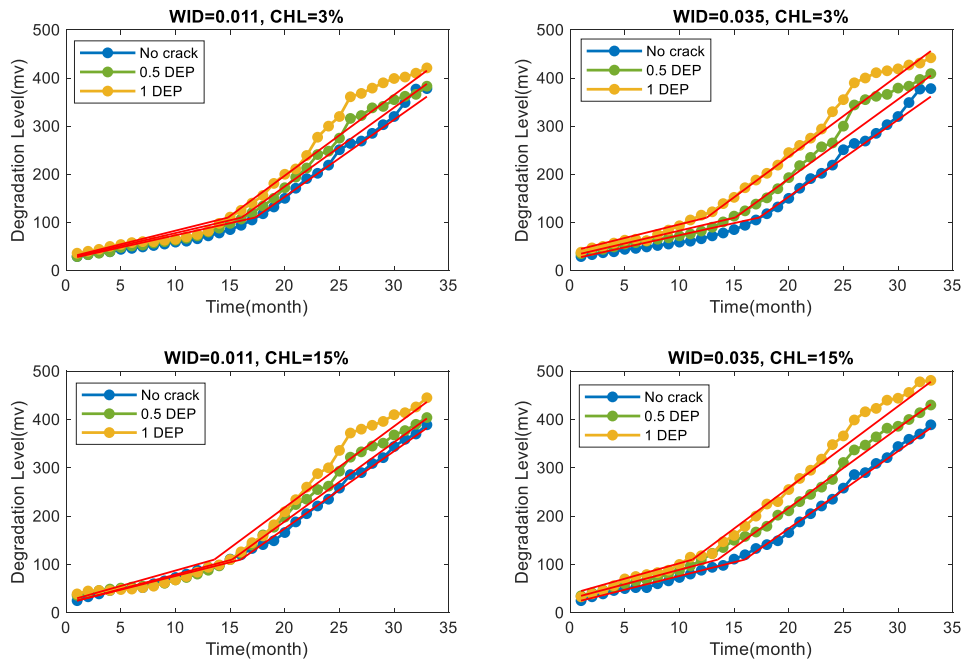 WID=0.011, CHL=3%
500
400
300
200
100
0
Degradation Level(mv)
No crack
0.5 DEP
1 DEP
0 5 10 15 20 25 30 35
Time(month)
WID=0.035, CHL=3%
500
400
300
200
100
0
Degradation Level(mv)
No crack
0.5 DEP
1 DEP
0 5 10 15 20 25 30 35
Time(month)
WID=0.011, CHL=15%
500
400
300
200
100
0
Degradation Level(mv)
No crack
0.5 DEP
1 DEP
0 5 10 15 20 25 30 35
Time(month)
WID=0.035, CHL=15%
500
400
300
200
100
0
Degradation Level(mv)
No crack
0.5 DEP
1 DEP
0 5 10 15 20 25 30 35
Time(month)